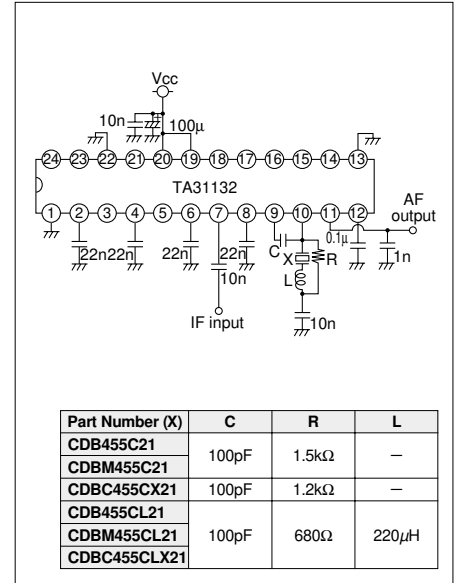 Vcc
10n
100μ
24 23 22 21 20 19 18 17 16 15 14 13
TA31132
1 2 3 4 5 6 7 8 9 10 11 12
AF
output
22n 22n 22n 22n C X R 0.1μ 1n
10n L
IF input 10n
Part Number (X) C R L
CDB455C21 100pF 1.5kΩ –
CDBM455C21
CDBC455CX21 100pF 1.2kΩ –
CDB455CL21 100pF 680Ω 220μH
CDBM455CL21
CDBC455CLX21